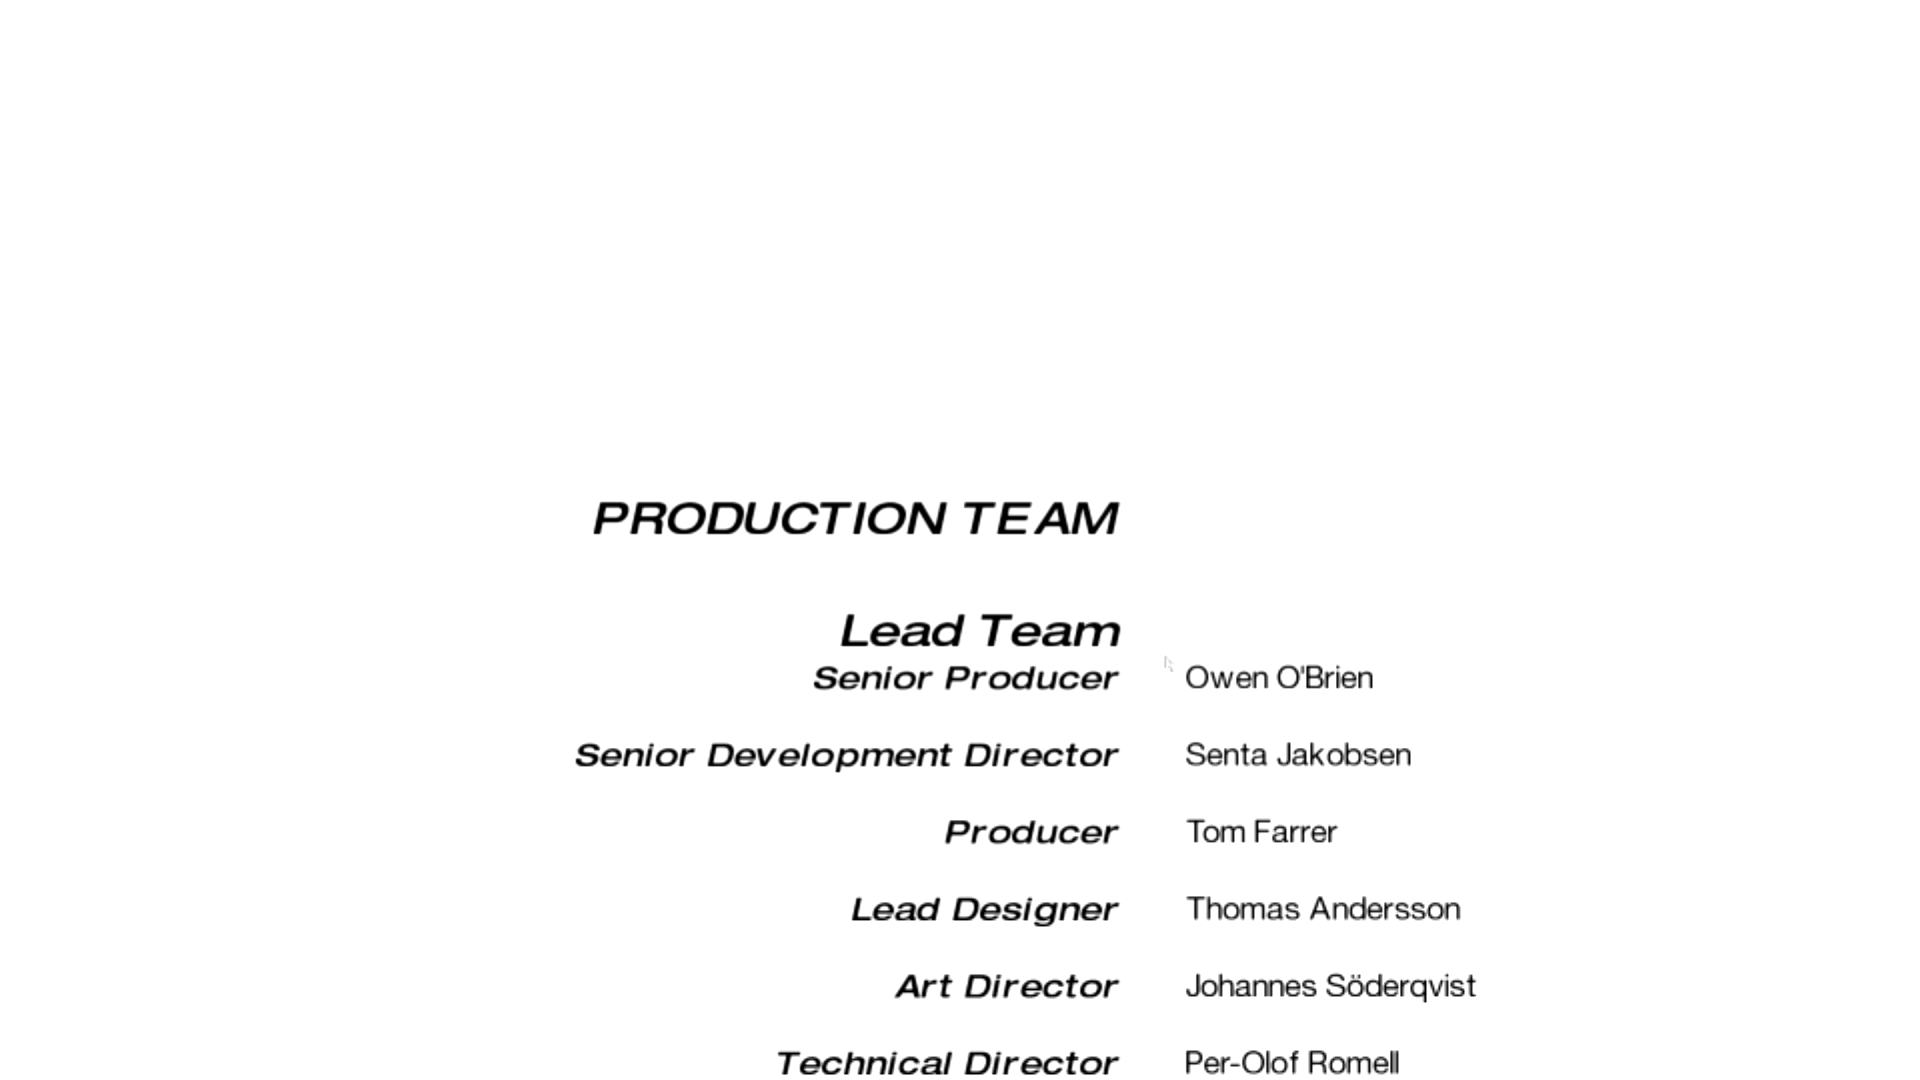 PRODUCTION TEAM
Lead Team
Senior Producer Owen O'Brien
Senior Development Director Senta Jakobsen
Producer Tom Farrer
Lead Designer Thomas Andersson
Art Director Johannes Söderqvist
Technical Director Per-Olof Romell